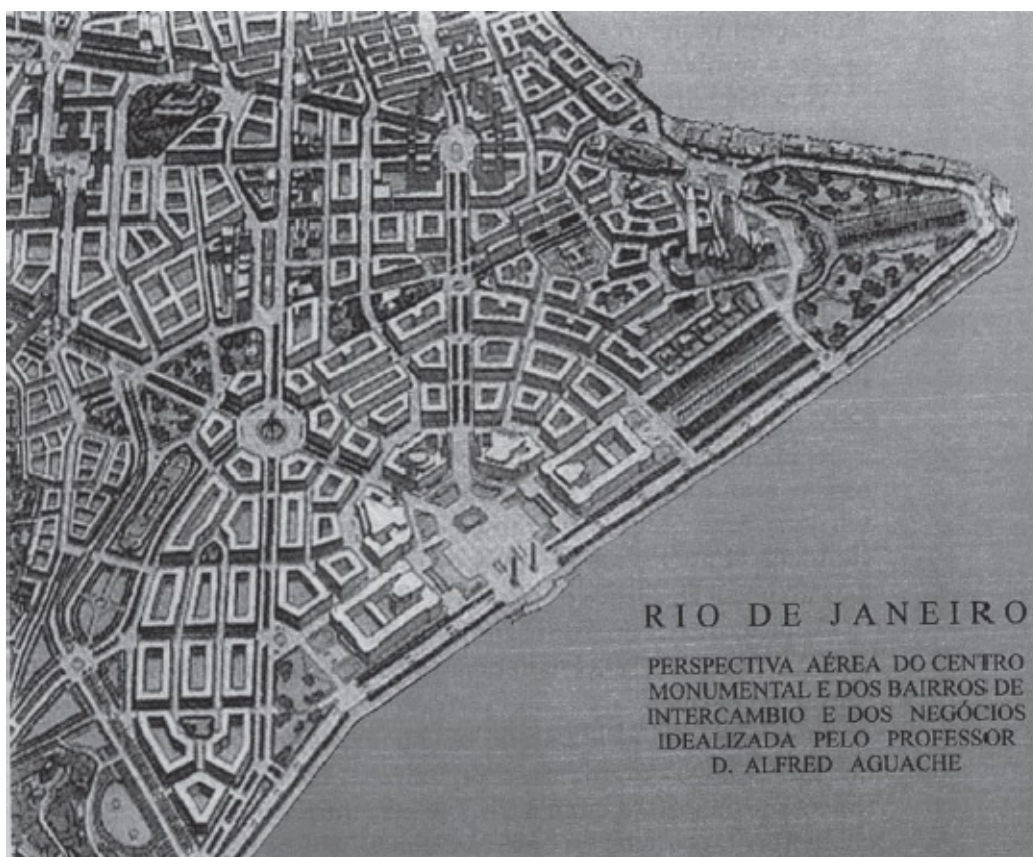 RIO DE JANEIRO
PERSPECTIVA AÉREA DO CENTRO
MONUMENTAL E DOS BAIRROS DE
INTERCAMBIO E DOS NEGÓCIOS
IDEALIZADA PELO PROFESSOR
D. ALFRED AGUACHE